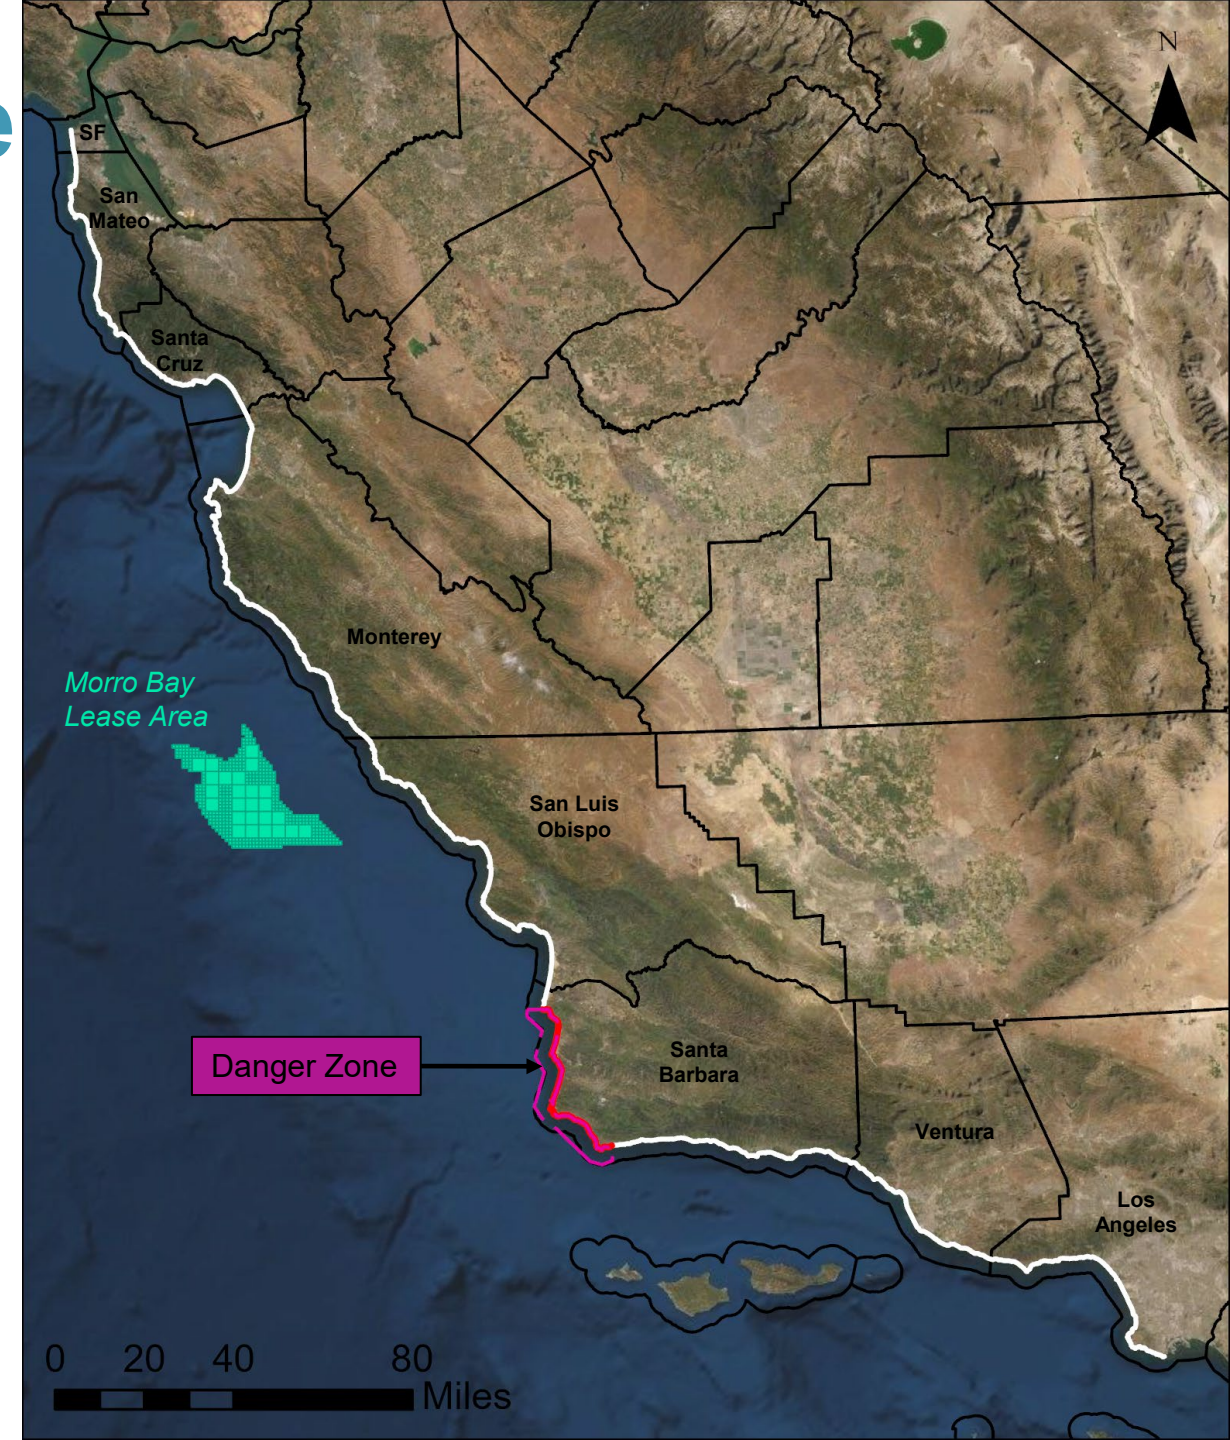 e
N
SF
San
Mateo
Santa
Cruz
Monterey
Morro Bay
Lease Area
San Luis
Obispo
Danger Zone
Santa
Barbara
Ventura
Los
Angeles
0 20 40 80
Miles